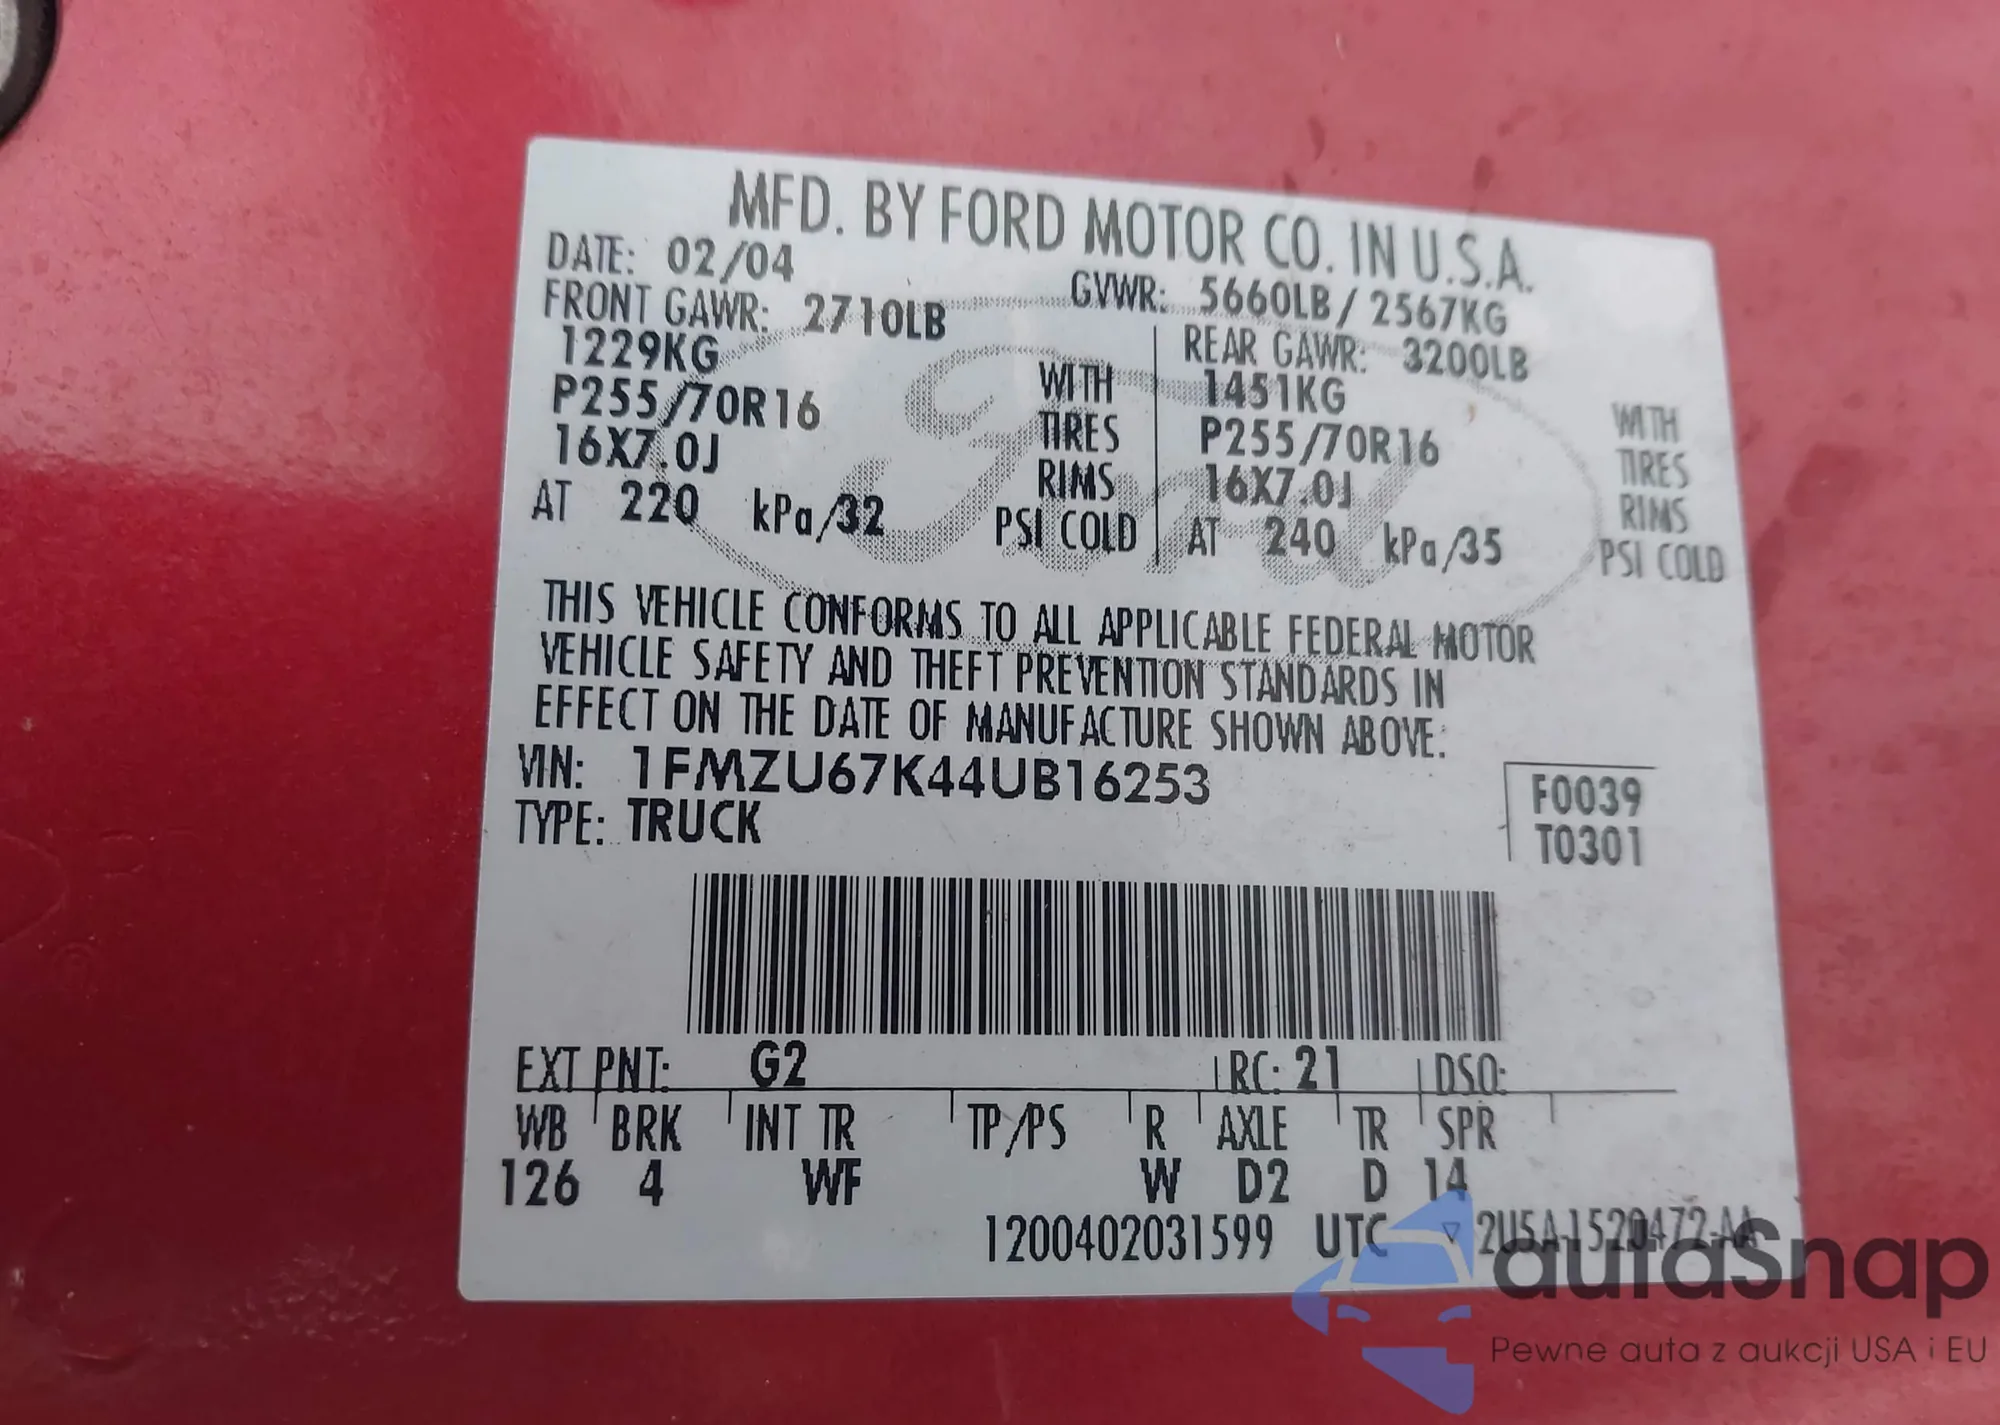 MFD. BY FORD MOTOR CO. IN U.S.A.
DATE: 02/04 GVWR: 5660LB / 2567KG
FRONT GAWR: 2710LB REAR GAWR: 3200LB
1229KG WITH 1451KG WITH
P255/70R16 TIRES P255/70R16 TIRES
16X7.0J RIMS 16X7.0J RIMS
AT 220 kPa/32 PSI COLD AT 240 kPa/35 PSI COLD
Ford
THIS VEHICLE CONFORMS TO ALL APPLICABLE FEDERAL MOTOR
VEHICLE SAFETY AND THEFT PREVENTION STANDARDS IN
EFFECT ON THE DATE OF MANUFACTURE SHOWN ABOVE:
VIN: 1FMZU67K44UB16253 F0039
TYPE: TRUCK T0301
EXT PNT: G2 RC: 21 DSO:
WB BRK INT TR TP/PS R AXLE TR SPR
126 4 WF W D2 D 14
1200402031599 UTC ▽ 2U5A-1520472-AA
autaSnap
Pewne auta z aukcji USA i EU